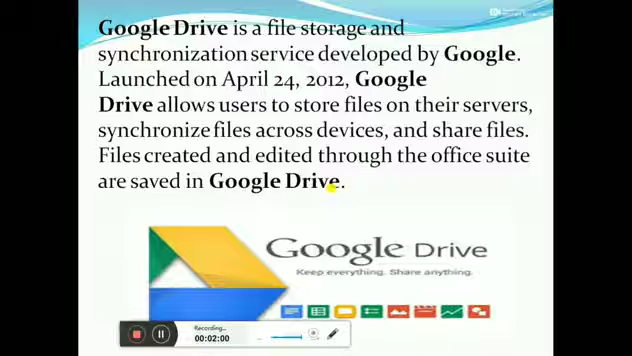 Google Drive is a file storage and
synchronization service developed by Google.
Launched on April 24, 2012, Google
Drive allows users to store files on their servers,
synchronize files across devices, and share files.
Files created and edited through the office suite
are saved in Google Drive.
Google Drive
Keep everything. Share anything.
Recording...
00:02:00